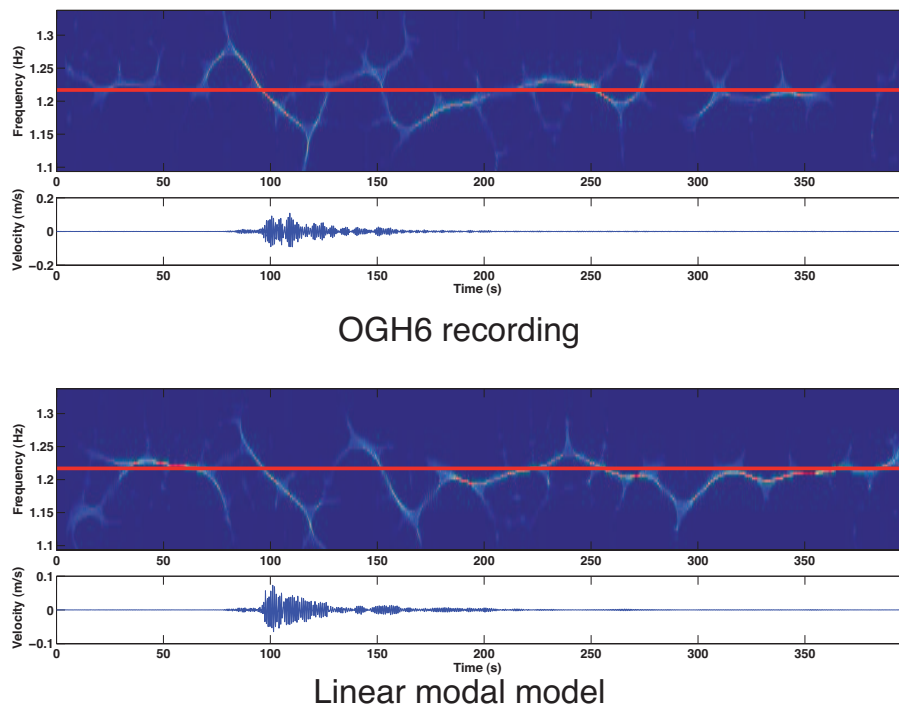 Frequency (Hz)
1.3
1.25
1.2
1.15
1.1
0 50 100 150 200 250 300 350
Velocity (m/s)
0.2
0
−0.2
0 50 100 150 200 250 300 350
Time (s)
OGH6 recording
Frequency (Hz)
1.3
1.25
1.2
1.15
1.1
0 50 100 150 200 250 300 350
Velocity (m/s)
0.1
0
−0.1
0 50 100 150 200 250 300 350
Time (s)
Linear modal model